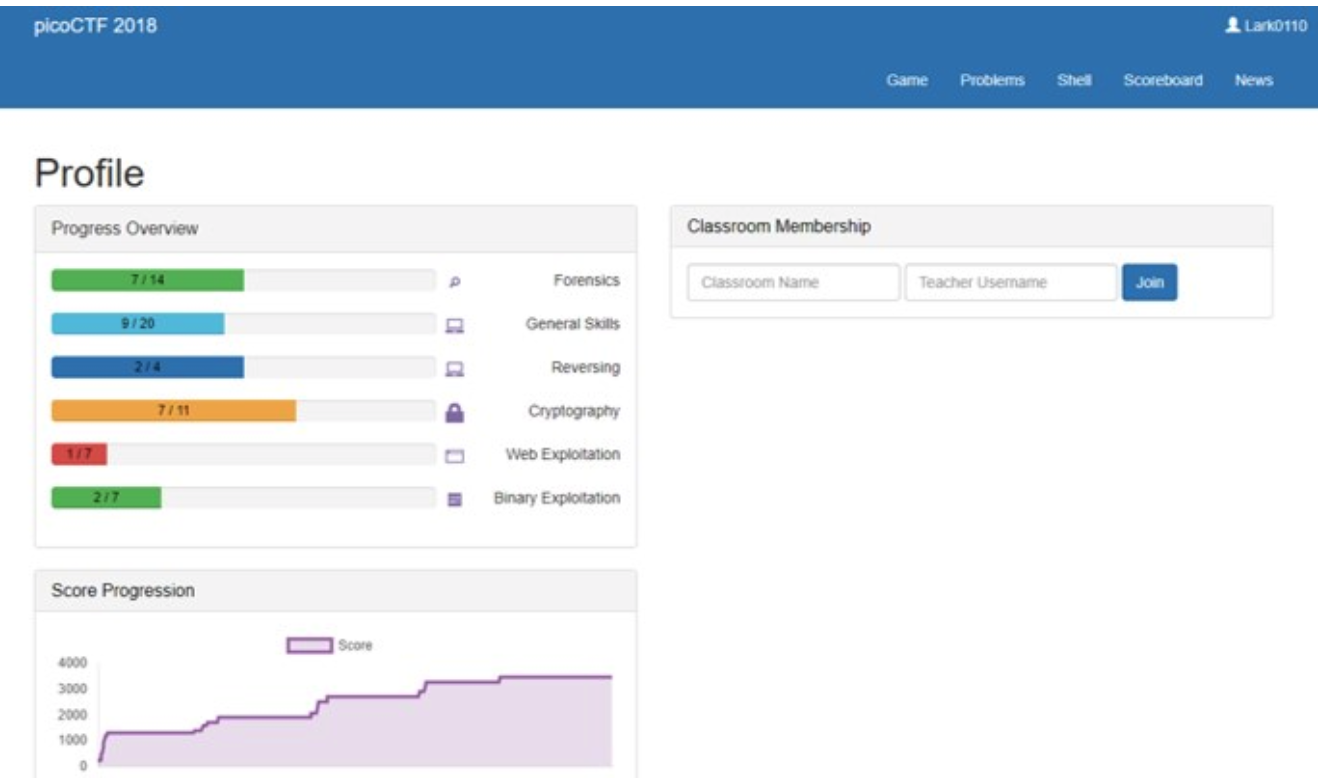 picoCTF 2018
Lark0110
Game Problems Shell Scoreboard News
Profile
Progress Overview
7 / 14 Forensics
9 / 20 General Skills
2 / 4 Reversing
7 / 11 Cryptography
1 / 7 Web Exploitation
2 / 7 Binary Exploitation
Classroom Membership
Classroom Name Teacher Username Join
Score Progression
Score
4000
3000
2000
1000
0